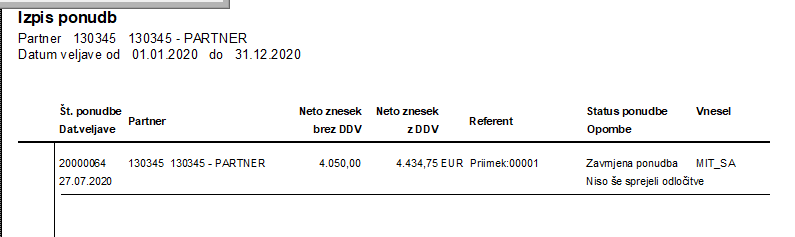 Izpis ponudb
Partner 130345 130345 - PARTNER
Datum veljave od 01.01.2020 do 31.12.2020
Št. ponudbe Partner Neto znesek Neto znesek Referent Status ponudbe Vnesel
Dat.veljave brez DDV z DDV Opombe
20000064 130345 130345 - PARTNER 4.050,00 4.434,75 EUR Priimek:00001 Zavrnjena ponudba MIT_SA
27.07.2020 Niso še sprejeli odločitve